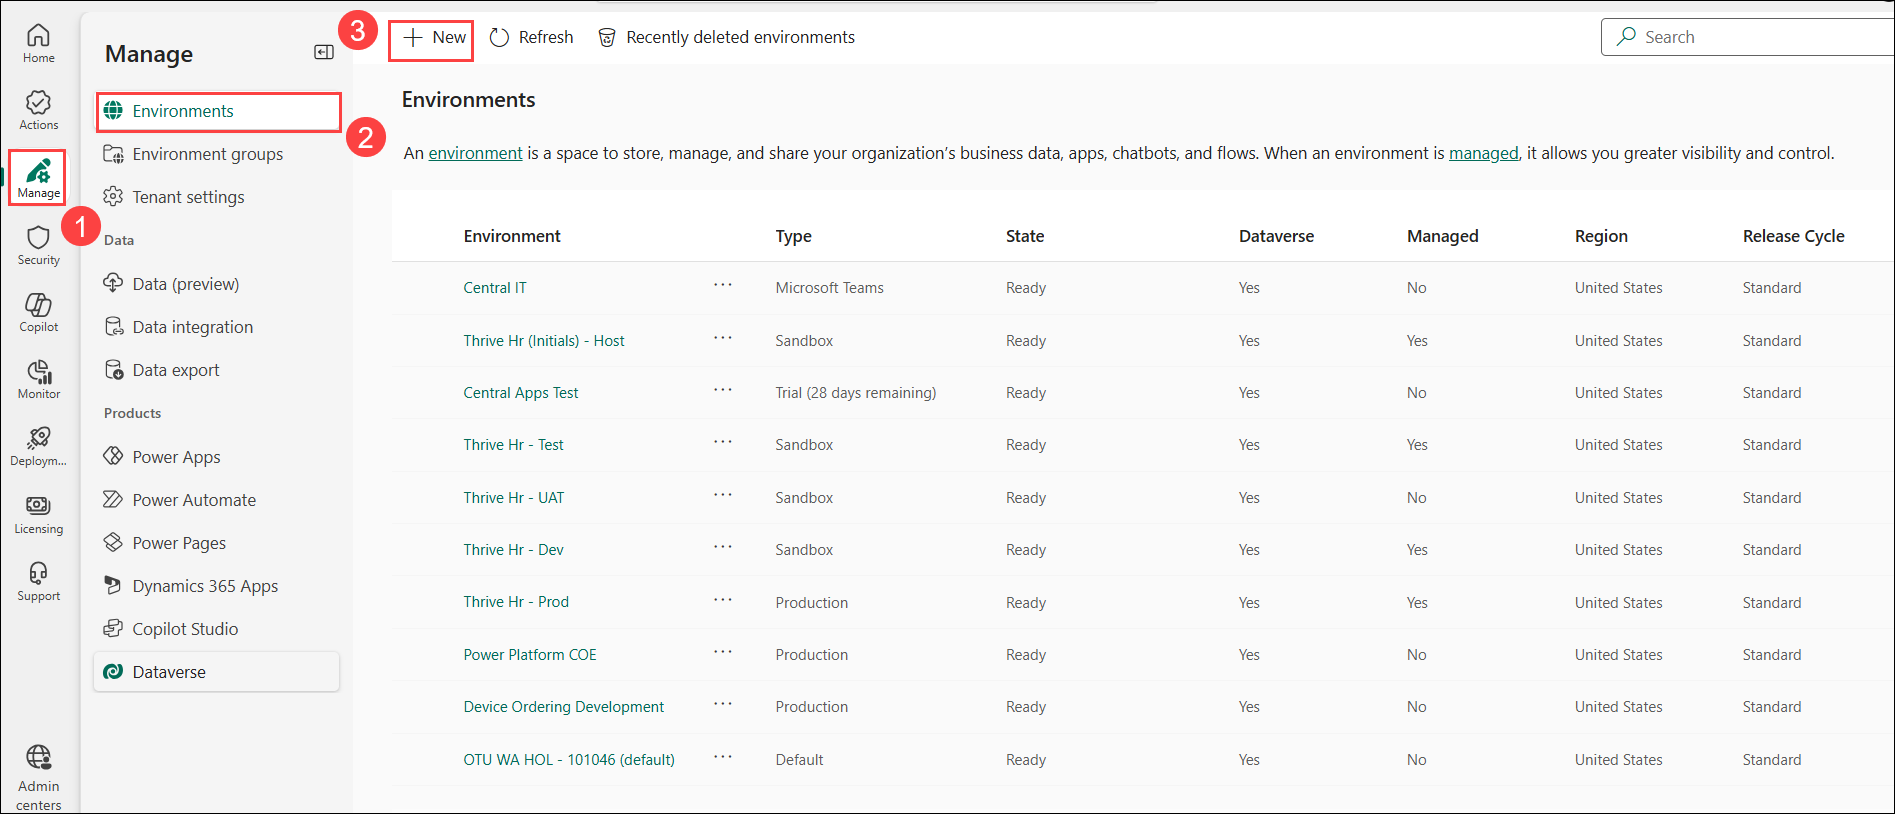 Home
Actions
Manage
1
Security
Copilot
Monitor
Deploym...
Licensing
Support
Admin
centers
Manage
Environments
2
Environment groups
Tenant settings
Data
Data (preview)
Data integration
Data export
Products
Power Apps
Power Automate
Power Pages
Dynamics 365 Apps
Copilot Studio
Dataverse
3
New Refresh Recently deleted environments Search
Environments
An environment is a space to store, manage, and share your organization's business data, apps, chatbots, and flows. When an environment is managed, it allows you greater visibility and control.
Environment Type State Dataverse Managed Region Release Cycle
Central IT ... Microsoft Teams Ready Yes No United States Standard
Thrive Hr (Initials) - Host ... Sandbox Ready Yes Yes United States Standard
Central Apps Test ... Trial (28 days remaining) Ready Yes No United States Standard
Thrive Hr - Test ... Sandbox Ready Yes Yes United States Standard
Thrive Hr - UAT ... Sandbox Ready Yes No United States Standard
Thrive Hr - Dev ... Sandbox Ready Yes Yes United States Standard
Thrive Hr - Prod ... Production Ready Yes Yes United States Standard
Power Platform COE ... Production Ready Yes No United States Standard
Device Ordering Development ... Production Ready Yes No United States Standard
OTU WA HOL - 101046 (default) ... Default Ready Yes No United States Standard